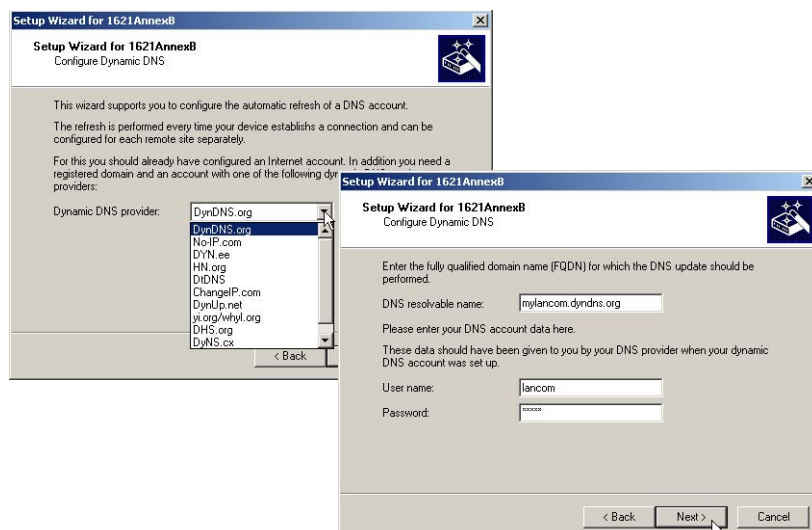 Setup Wizard for 1621AnnexB
Setup Wizard for 1621AnnexB
Configure Dynamic DNS
This wizard supports you to configure the automatic refresh of a DNS account.
The refresh is performed every time your device establishs a connection and can be
configured for each remote site separately.
For this you should already have configured an Internet account. In addition you need a
registered domain and an account with one of the following
providers:
Dynamic DNS provider:
DynDNS.org
DynDNS.org
No-IP.com
DYN.ee
HN.org
DtDNS
ChangeIP.com
DynUp.net
yi.org/whyI.org
DHS.org
DyNS.cx
< Back
Setup Wizard for 1621AnnexB
Setup Wizard for 1621AnnexB
Configure Dynamic DNS
Enter the fully qualified domain name (FQDN) for which the DNS update should be
performed.
DNS resolvable name:
mylancom.dyndns.org
Please enter your DNS account data here.
These data should have been given to you by your DNS provider when your dynamic
DNS account was set up.
User name:
lancom
Password:
*****
< Back
Next >
Cancel